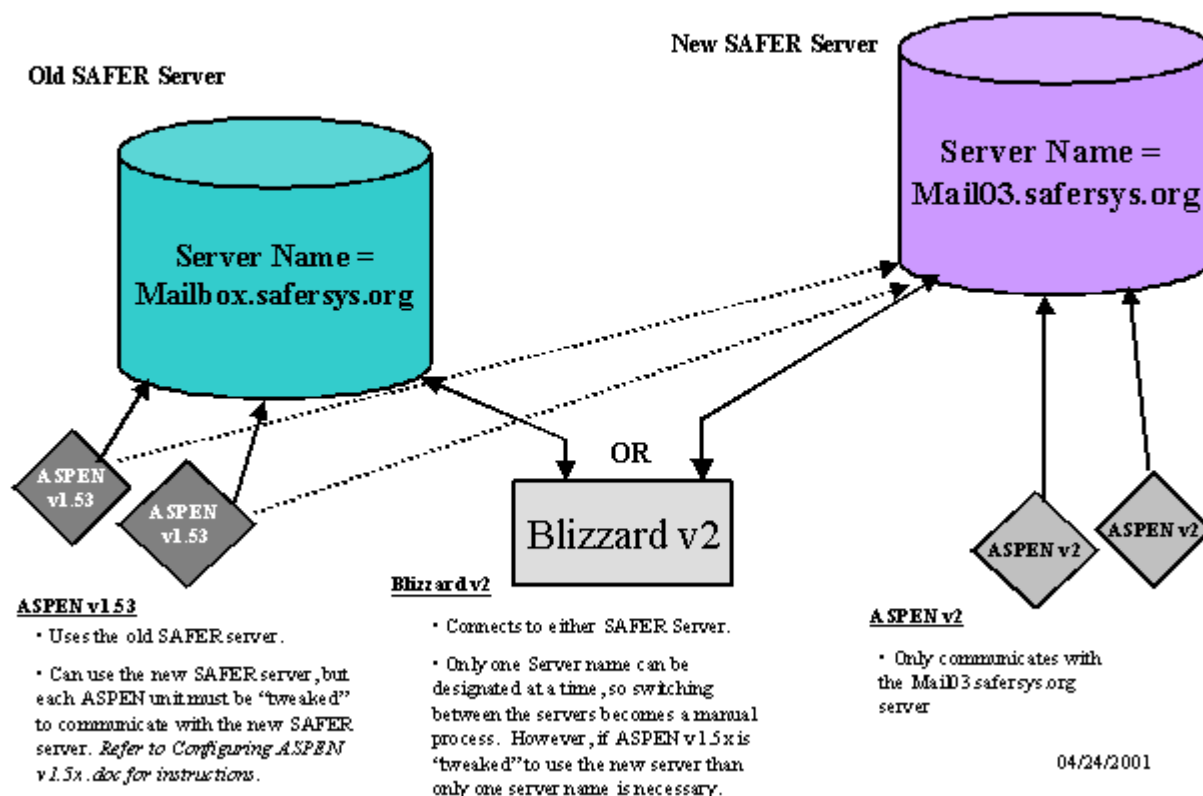 Old SAFER Server
New SAFER Server
Server Name =
Mailbox.safersys.org
Server Name =
Mail03.safersys.org
ASPEN
v1.53
ASPEN
v1.53
OR
Blizzard v2
ASPEN v2
ASPEN v2
ASPEN v1.53
• Uses the old SAFER server.
• Can use the new SAFER server, but
each ASPEN unit must be “tweaked”
to communicate with the new SAFER
server. Refer to Configuring ASPEN
v1.5x.doc for instructions.
Blizzard v2
• Connects to either SAFER Server.
• Only one Server name can be
designated at a time, so switching
between the servers becomes a manual
process. However, if ASPEN v1.5x is
“tweaked” to use the new server than
only one server name is necessary.
ASPEN v2
• Only communicates with
the Mail03.safersys.org
server
04/24/2001